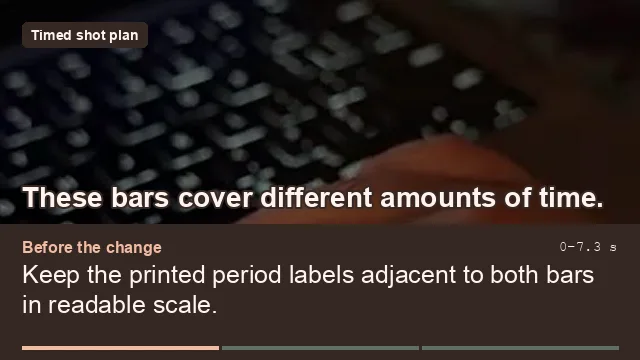 Timed shot plan
These bars cover different amounts of time.
Before the change
0–7.3 s
Keep the printed period labels adjacent to both bars
in readable scale.